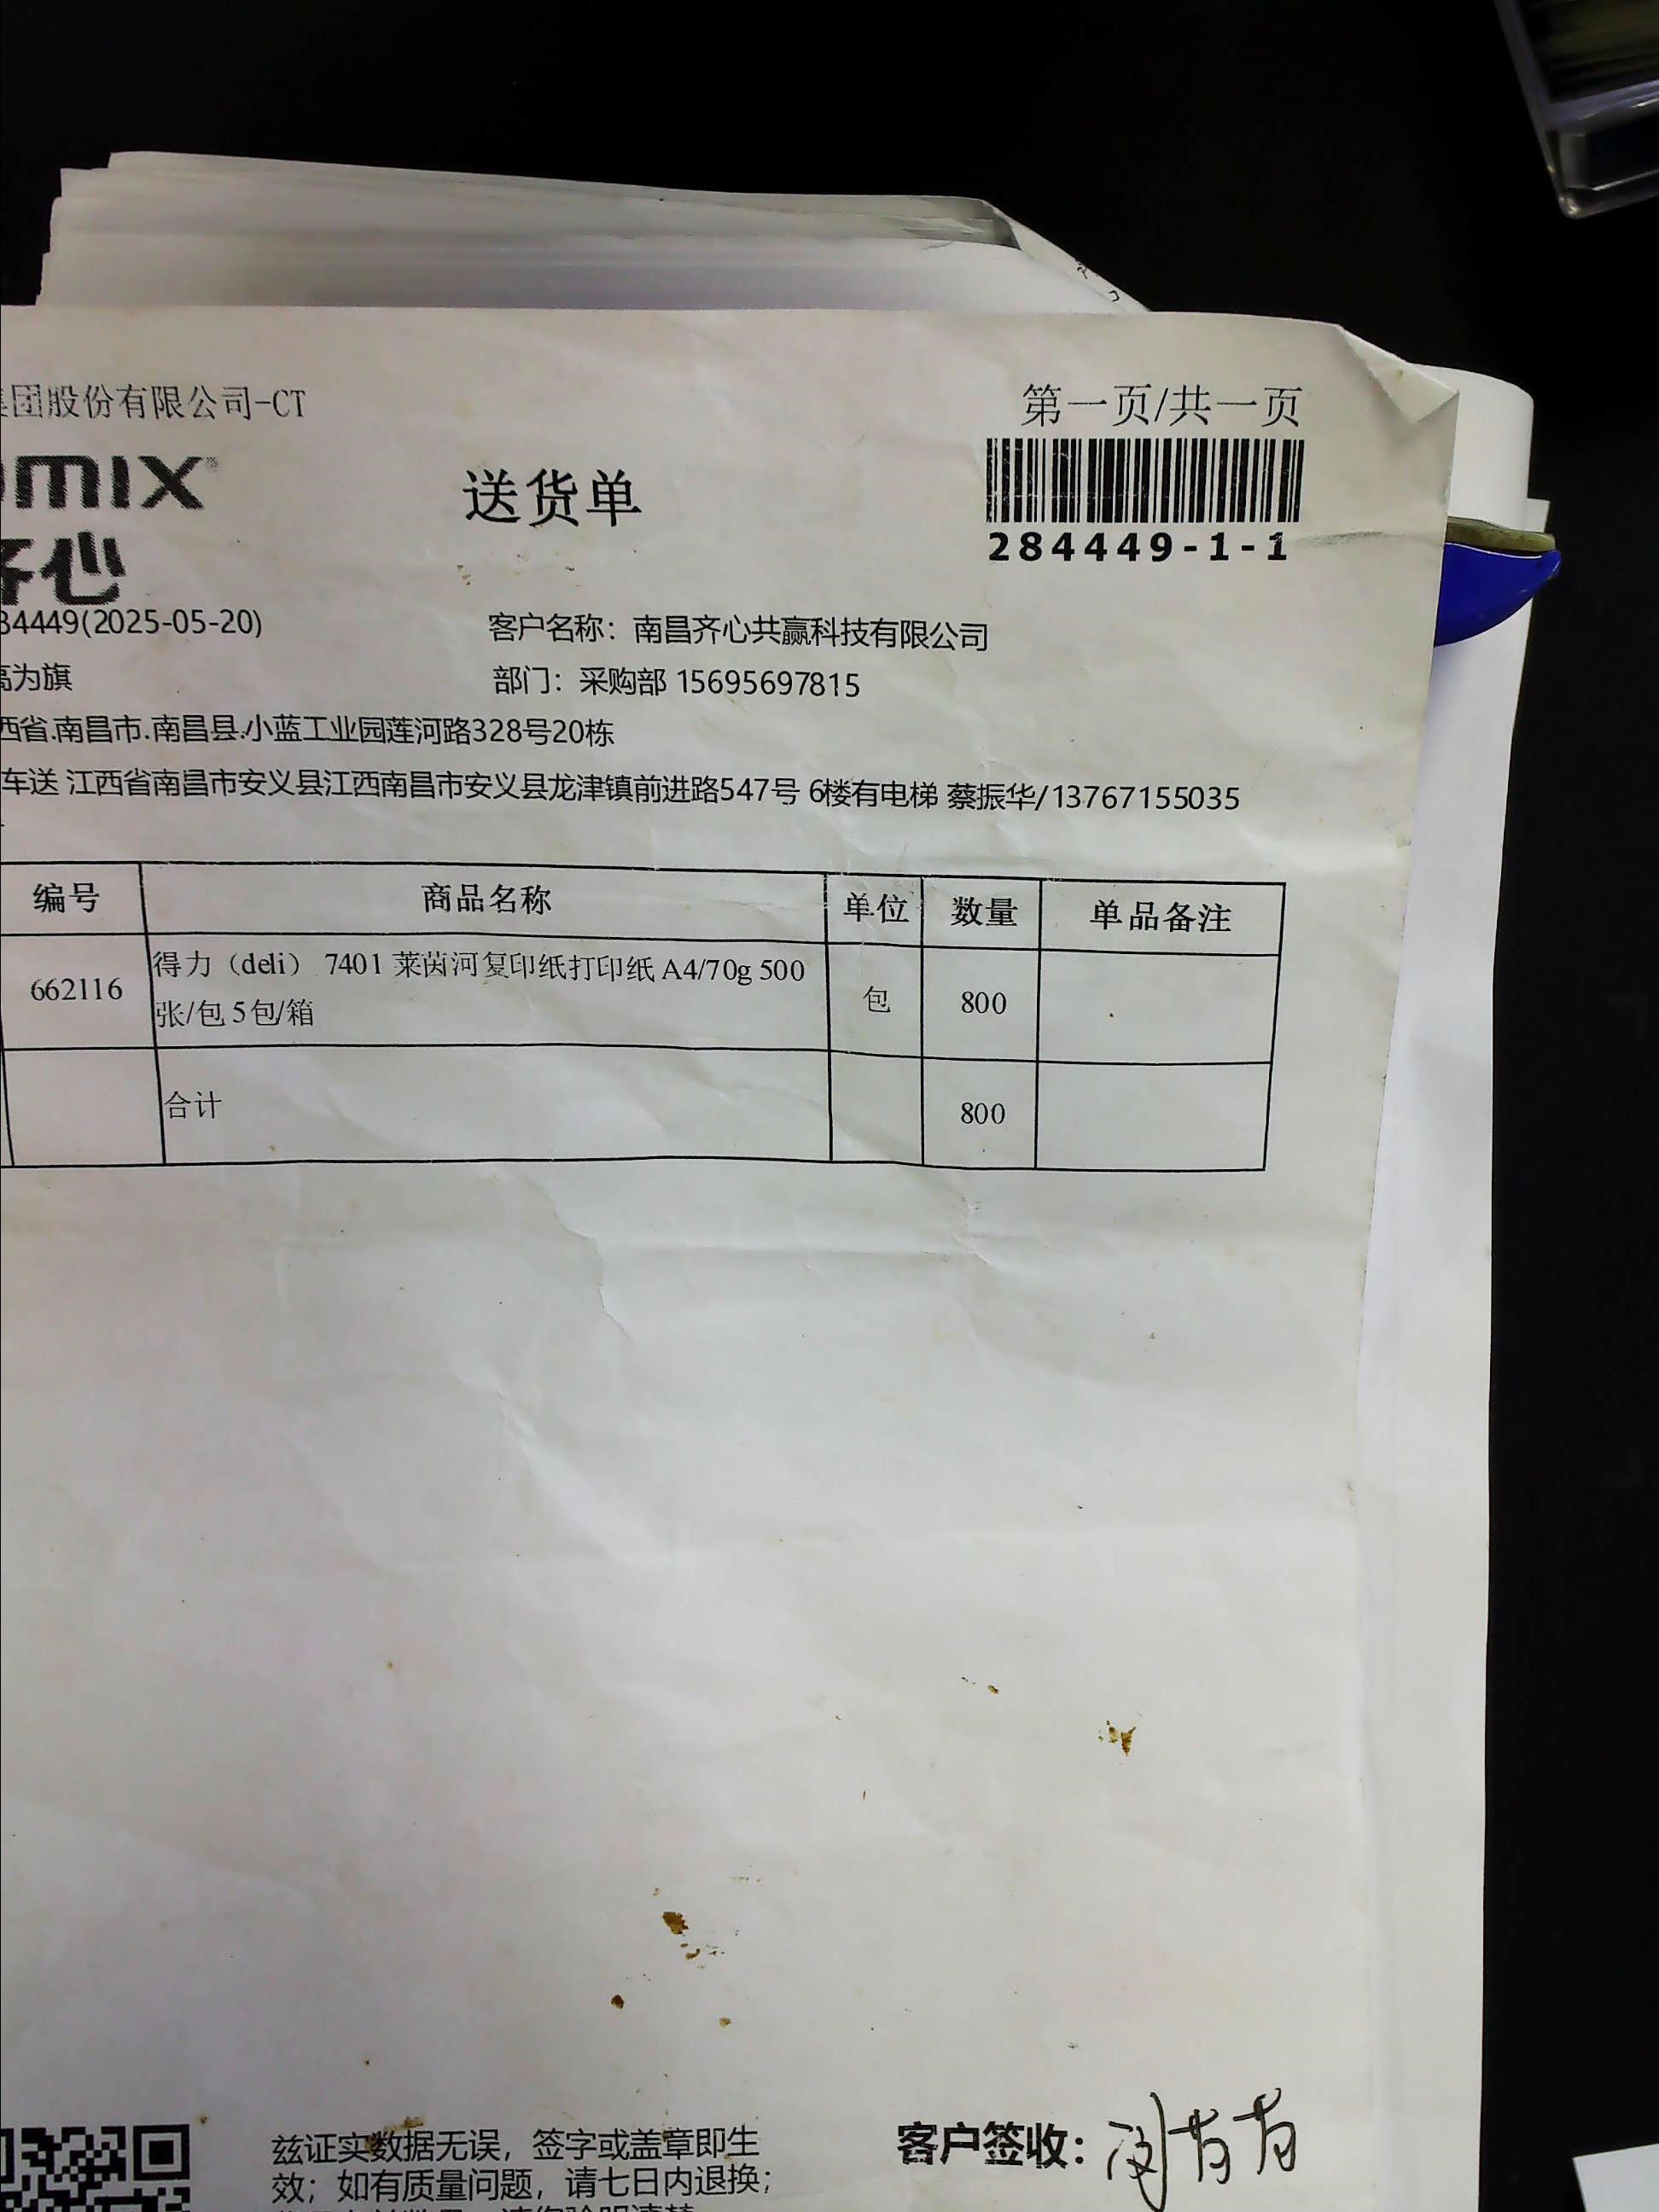 集团股份有限公司-CT
第一页/共一页
omix
送货单
齐心
284449-1-1
84449(2025-05-20)
客户名称：南昌齐心共赢科技有限公司
高为旗
部门：采购部 15695697815
西省.南昌市.南昌县.小蓝工业园莲河路328号20栋
车送 江西省南昌市安义县江西南昌市安义县龙津镇前进路547号 6楼有电梯 蔡振华/13767155035
编号 商品名称 单位 数量 单品备注
662116 得力（deli） 7401 莱茵河复印纸打印纸 A4/70g 500 包 800
张/包 5包/箱
合计 800
兹证实数据无误，签字或盖章即生
客户签收：
效；如有质量问题，请七日内退换；